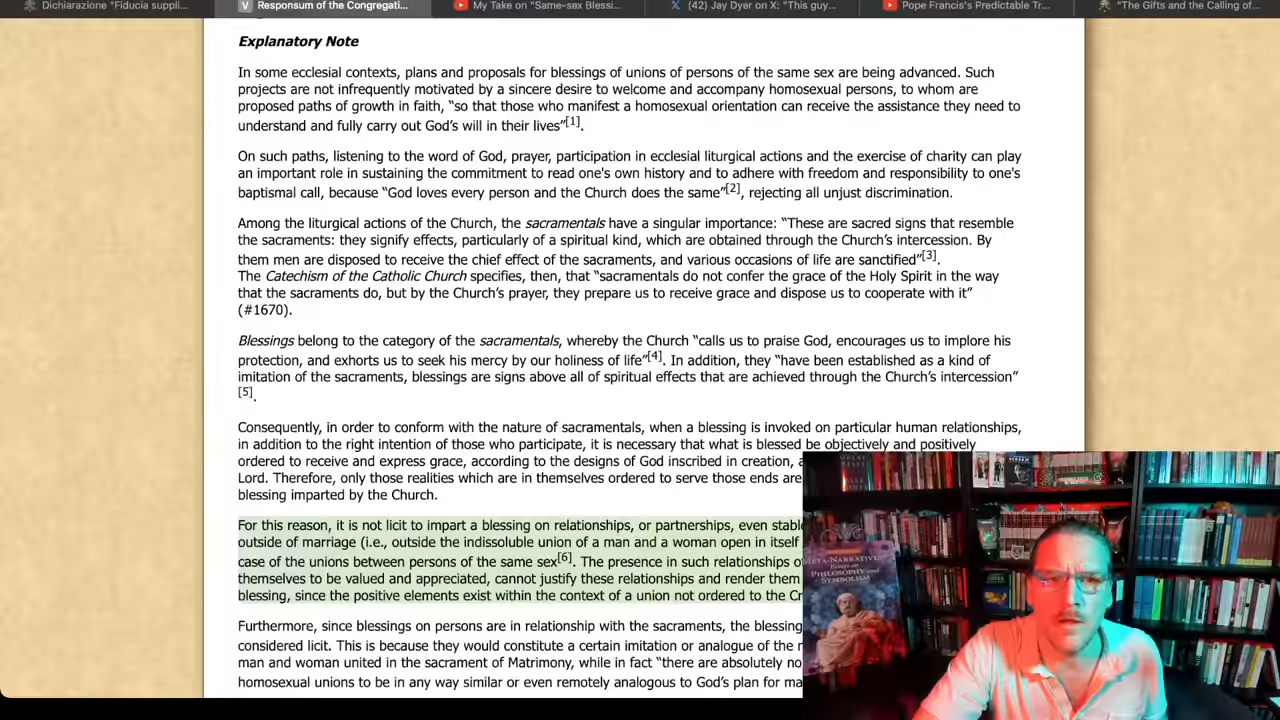 Dichiarazione "Fiducia suppli...
Responsum of the Congregati...
My Take on "Same-sex Blessi...
(42) Jay Dyer on X: "This guy...
Pope Francis's Predictable Tr...
"The Gifts and the Calling of...
Explanatory Note
In some ecclesial contexts, plans and proposals for blessings of unions of persons of the same sex are being advanced. Such
projects are not infrequently motivated by a sincere desire to welcome and accompany homosexual persons, to whom are
proposed paths of growth in faith, “so that those who manifest a homosexual orientation can receive the assistance they need to
understand and fully carry out God’s will in their lives”[1].
On such paths, listening to the word of God, prayer, participation in ecclesial liturgical actions and the exercise of charity can play
an important role in sustaining the commitment to read one's own history and to adhere with freedom and responsibility to one's
baptismal call, because “God loves every person and the Church does the same”[2], rejecting all unjust discrimination.
Among the liturgical actions of the Church, the sacramentals have a singular importance: “These are sacred signs that resemble
the sacraments: they signify effects, particularly of a spiritual kind, which are obtained through the Church’s intercession. By
them men are disposed to receive the chief effect of the sacraments, and various occasions of life are sanctified”[3].
The Catechism of the Catholic Church specifies, then, that “sacramentals do not confer the grace of the Holy Spirit in the way
that the sacraments do, but by the Church’s prayer, they prepare us to receive grace and dispose us to cooperate with it”
(#1670).
Blessings belong to the category of the sacramentals, whereby the Church “calls us to praise God, encourages us to implore his
protection, and exhorts us to seek his mercy by our holiness of life”[4]. In addition, they “have been established as a kind of
imitation of the sacraments, blessings are signs above all of spiritual effects that are achieved through the Church’s intercession”
[5].
Consequently, in order to conform with the nature of sacramentals, when a blessing is invoked on particular human relationships,
in addition to the right intention of those who participate, it is necessary that what is blessed be objectively and positively
ordered to receive and express grace, according to the designs of God inscribed in creation,
Lord. Therefore, only those realities which are in themselves ordered to serve those ends are
blessing imparted by the Church.
For this reason, it is not licit to impart a blessing on relationships, or partnerships, even
outside of marriage (i.e., outside the indissoluble union of a man and a woman open in itself
case of the unions between persons of the same sex[6]. The presence in such relationships
themselves to be valued and appreciated, cannot justify these relationships and render them
blessing, since the positive elements exist within the context of a union not ordered to the
Furthermore, since blessings on persons are in relationship with the sacraments, the blessing
considered licit. This is because they would constitute a certain imitation or analogue of the
man and woman united in the sacrament of Matrimony, while in fact “there are absolutely no
homosexual unions to be in any way similar or even remotely analogous to God’s plan for
META-NARRATIVES
Essays on
PHILOSOPHY and
SYMBOLISM